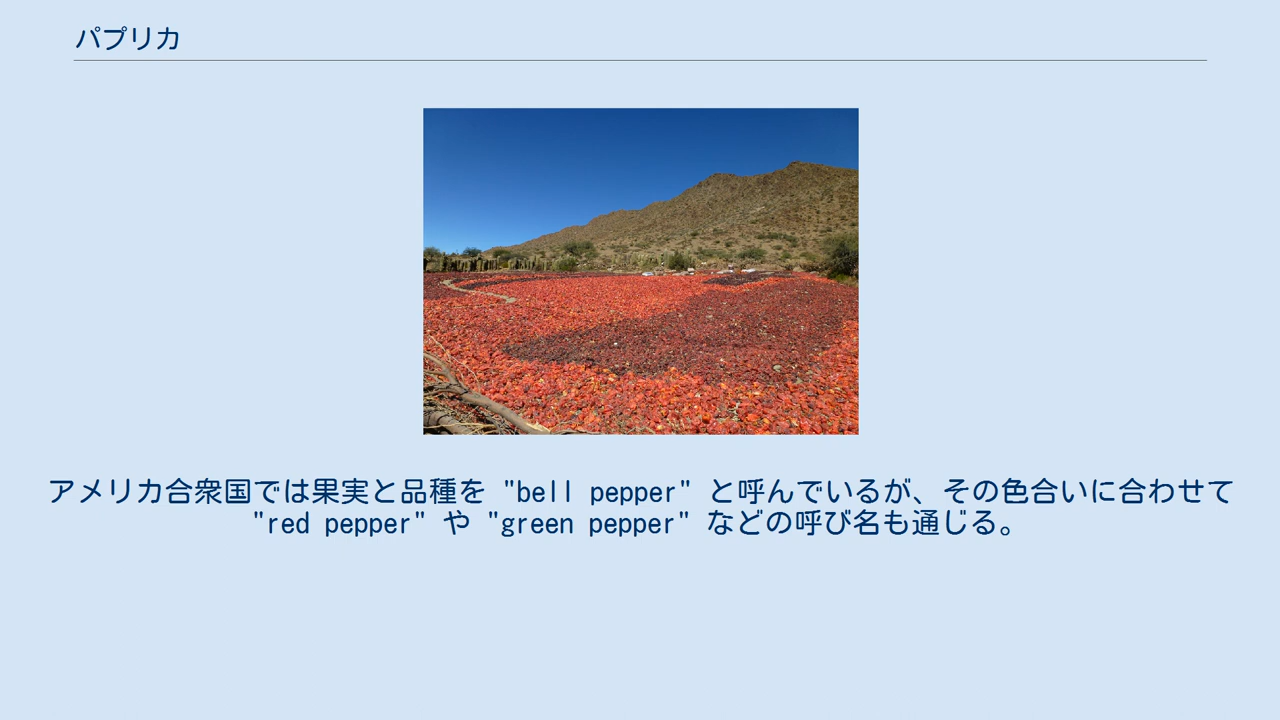 パプリカ
アメリカ合衆国では果実と品種を "bell pepper" と呼んでいるが、その色合いに合わせて
"red pepper" や "green pepper" などの呼び名も通じる。